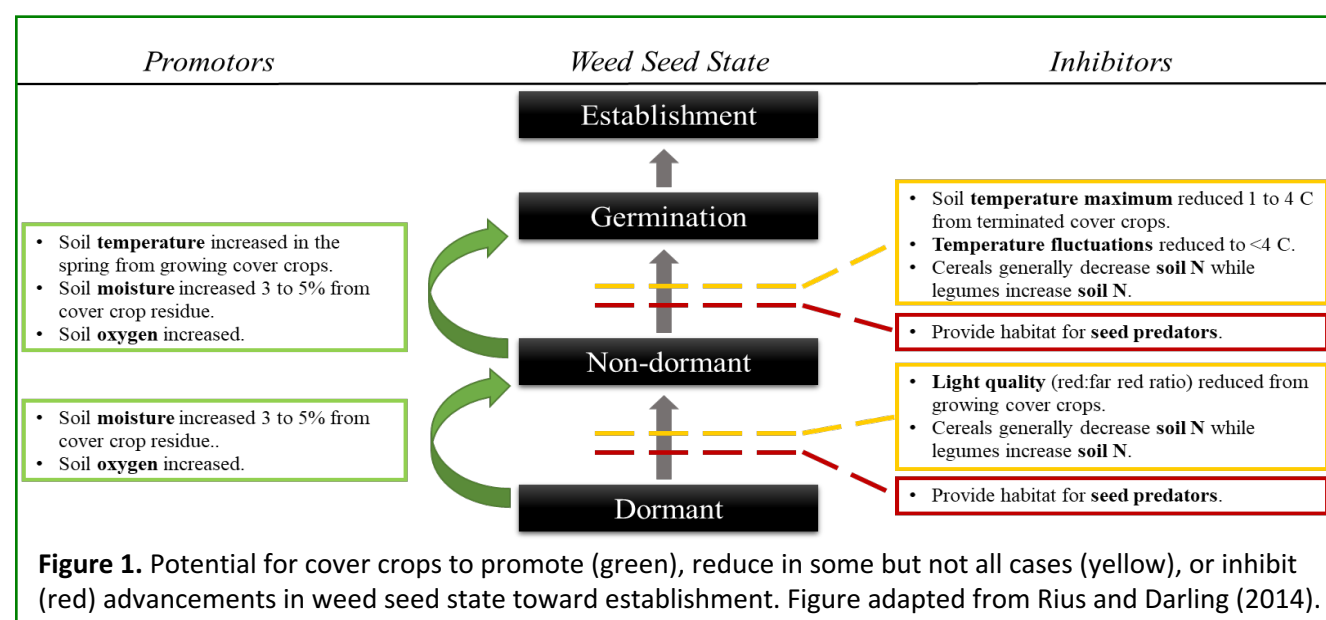 Promotors
Weed Seed State
Inhibitors
Establishment
Germination
Non-dormant
Dormant
• Soil temperature increased in the
spring from growing cover crops.
• Soil moisture increased 3 to 5% from
cover crop residue.
• Soil oxygen increased.
• Soil moisture increased 3 to 5% from
cover crop residue..
• Soil oxygen increased.
• Soil temperature maximum reduced 1 to 4 C
from terminated cover crops.
• Temperature fluctuations reduced to <4 C.
• Cereals generally decrease soil N while
legumes increase soil N.
• Provide habitat for seed predators.
• Light quality (red:far red ratio) reduced from
growing cover crops.
• Cereals generally decrease soil N while
legumes increase soil N.
• Provide habitat for seed predators.
Figure 1. Potential for cover crops to promote (green), reduce in some but not all cases (yellow), or inhibit
(red) advancements in weed seed state toward establishment. Figure adapted from Rius and Darling (2014).